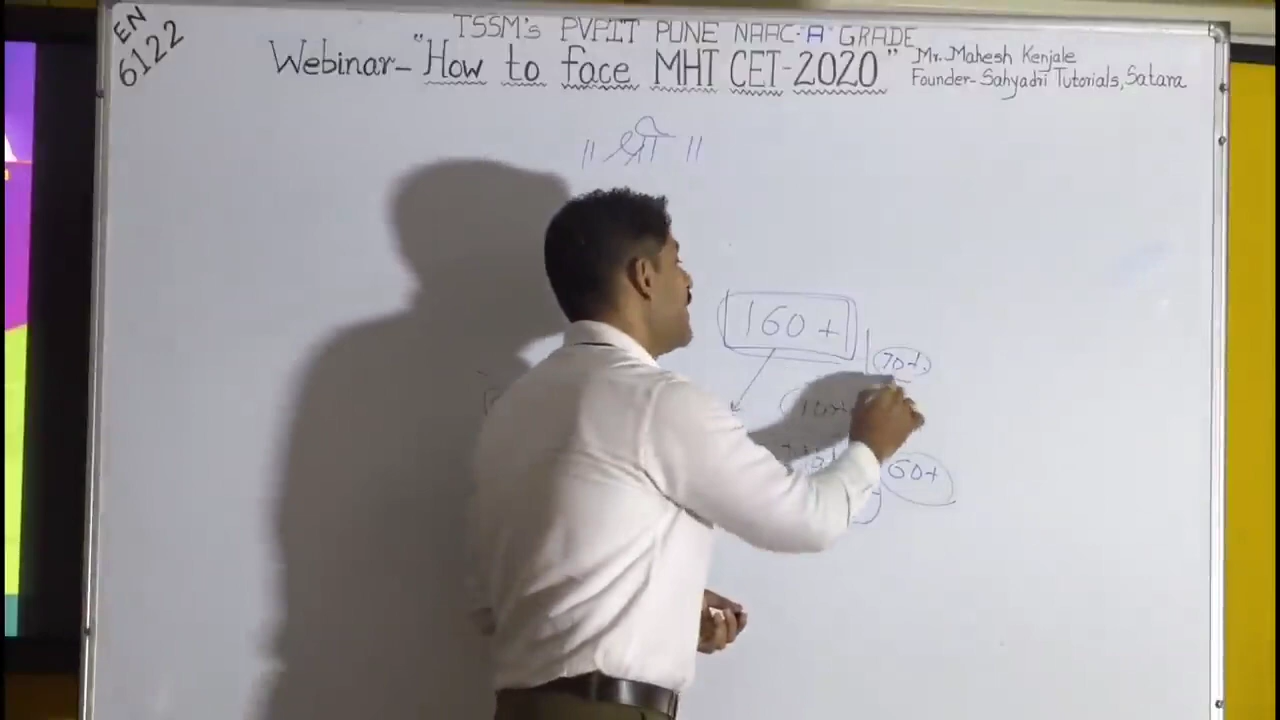 EN
6122
TSSM's PVPIT PUNE NAAC-A GRADE
Webinar- "How to face MHT CET-2020"
Mr. Mahesh Kenjale
Founder- Sahyadri Tutorials, Satara
|| श्री ||
160+
70+
60+